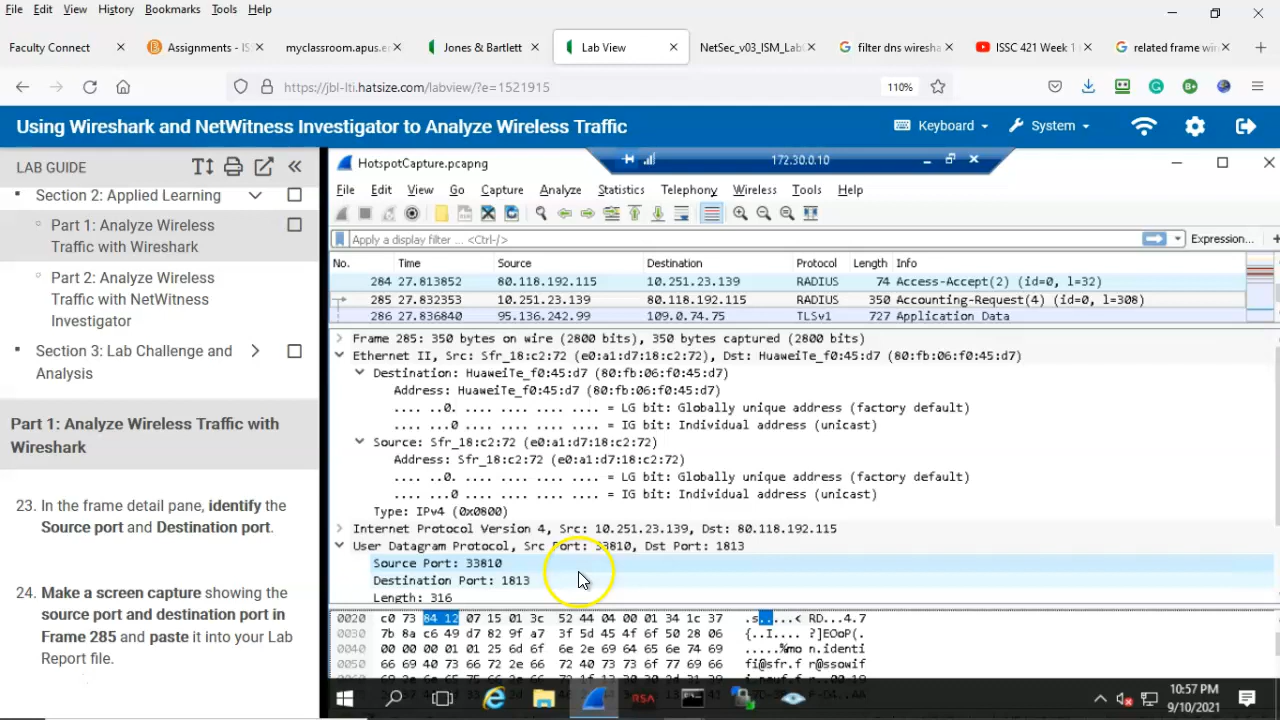 File Edit View History Bookmarks Tools Help
Faculty Connect × Assignments - IS × myclassroom.apus.e × Jones & Bartlett × Lab View × NetSec_v03_ISM_Lab × filter dns wiresha × ISSC 421 Week 1 × related frame wir ×
https://jbl-lti.hatsize.com/labview/?e=1521915 110%
Using Wireshark and NetWitness Investigator to Analyze Wireless Traffic Keyboard System
LAB GUIDE
Section 2: Applied Learning
Part 1: Analyze Wireless
Traffic with Wireshark
Part 2: Analyze Wireless
Traffic with NetWitness
Investigator
Section 3: Lab Challenge and
Analysis
Part 1: Analyze Wireless Traffic with
Wireshark
23. In the frame detail pane, identify the
Source port and Destination port.
24. Make a screen capture showing the
source port and destination port in
Frame 285 and paste it into your Lab
Report file.
HotspotCapture.pcapng 172.30.0.10
File Edit View Go Capture Analyze Statistics Telephony Wireless Tools Help
Apply a display filter ... <Ctrl-/> Expression... +
No. Time Source Destination Protocol Length Info
284 27.813852 80.118.192.115 10.251.23.139 RADIUS 74 Access-Accept(2) (id=0, l=32)
285 27.832353 10.251.23.139 80.118.192.115 RADIUS 350 Accounting-Request(4) (id=0, l=308)
286 27.836840 95.136.242.99 109.0.74.75 TLSv1 727 Application Data
Frame 285: 350 bytes on wire (2800 bits), 350 bytes captured (2800 bits)
Ethernet II, Src: Sfr_18:c2:72 (e0:a1:d7:18:c2:72), Dst: HuaweiTe_f0:45:d7 (80:fb:06:f0:45:d7)
Destination: HuaweiTe_f0:45:d7 (80:fb:06:f0:45:d7)
Address: HuaweiTe_f0:45:d7 (80:fb:06:f0:45:d7)
.... ..0. .... .... .... .... = LG bit: Globally unique address (factory default)
.... ...0 .... .... .... .... = IG bit: Individual address (unicast)
Source: Sfr_18:c2:72 (e0:a1:d7:18:c2:72)
Address: Sfr_18:c2:72 (e0:a1:d7:18:c2:72)
.... ..0. .... .... .... .... = LG bit: Globally unique address (factory default)
.... ...0 .... .... .... .... = IG bit: Individual address (unicast)
Type: IPv4 (0x0800)
Internet Protocol Version 4, Src: 10.251.23.139, Dst: 80.118.192.115
User Datagram Protocol, Src Port: 33810, Dst Port: 1813
Source Port: 33810
Destination Port: 1813
Length: 316
0020 c0 73 84 12 07 15 01 3c 52 44 04 00 01 34 1c 37 .s.....< RD...4.7
0030 7b 8a c6 49 d7 82 9f a7 3f 5d 45 4f 6f 50 28 06 {..I.... ?]EOoP(.
0040 00 00 00 01 01 25 6d 6f 6e 2e 69 64 65 6e 74 69 .....%mo n.identi
0050 66 69 40 73 66 72 2e 66 72 40 73 73 6f 77 69 66 fi@sfr.f r@ssowif
RSA
10:57 PM
9/10/2021